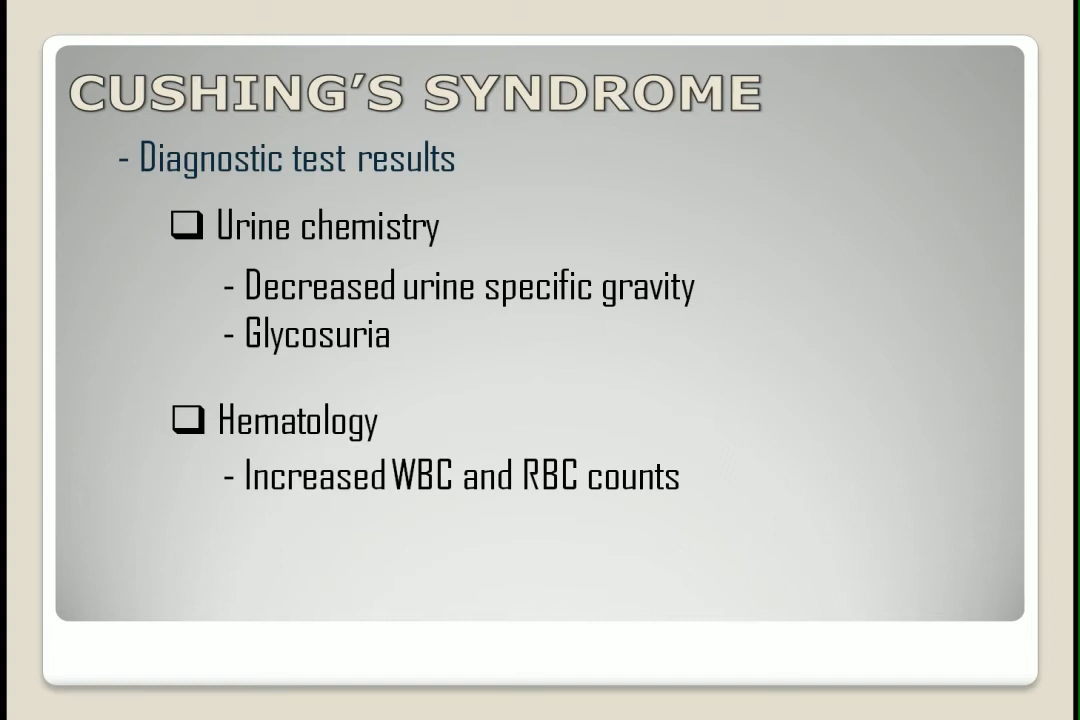 CUSHING’S SYNDROME
- Diagnostic test results
❑ Urine chemistry
- Decreased urine specific gravity
- Glycosuria
❑ Hematology
- Increased WBC and RBC counts